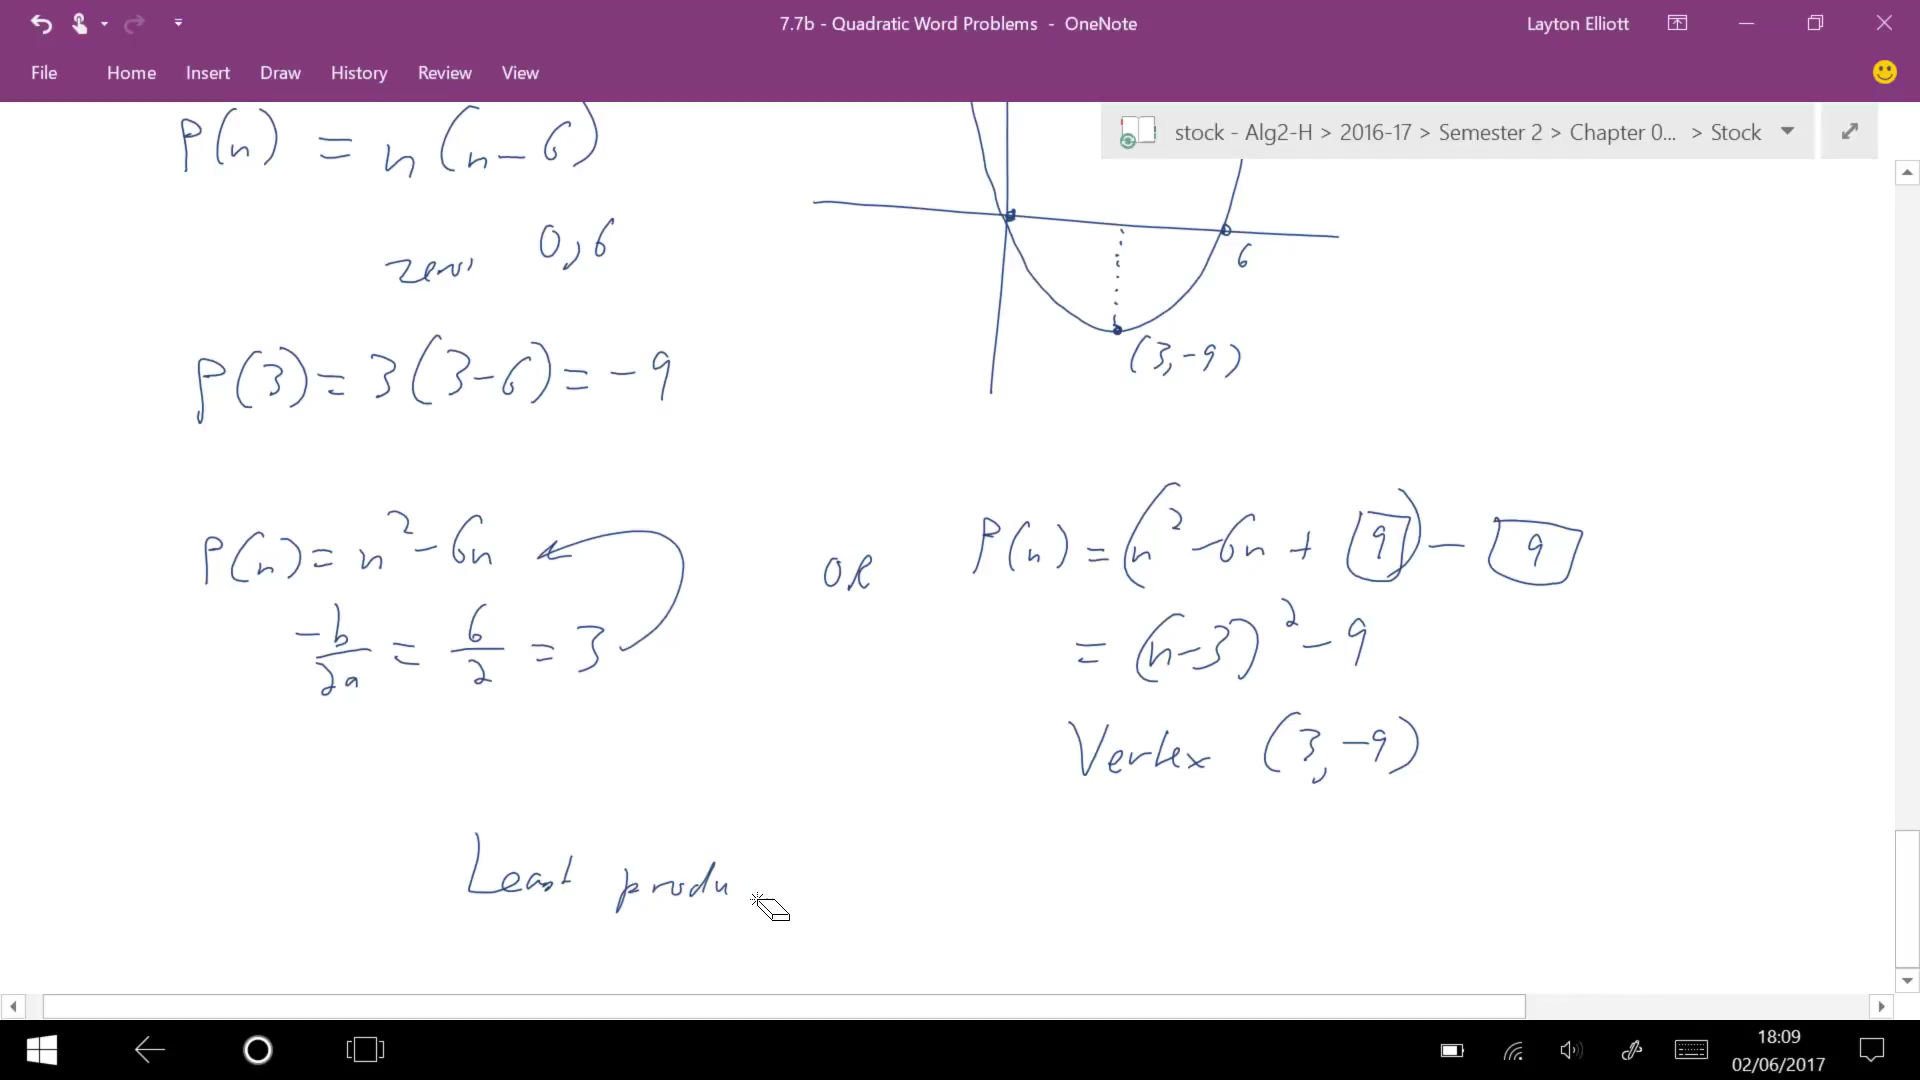 7.7b - Quadratic Word Problems - OneNote
Layton Elliott
File Home Insert Draw History Review View
stock - Alg2-H > 2016-17 > Semester 2 > Chapter 0... > Stock
P(n) = n(n-6)
zeros 0,6
6
(3,-9)
P(3) = 3(3-6) = -9
P(n) = n² - 6n
-b/2a = 6/2 = 3
OR
P(n) = (n² - 6n + 9) - 9
= (n-3)² - 9
Vertex (3,-9)
Least produ
18:09
02/06/2017